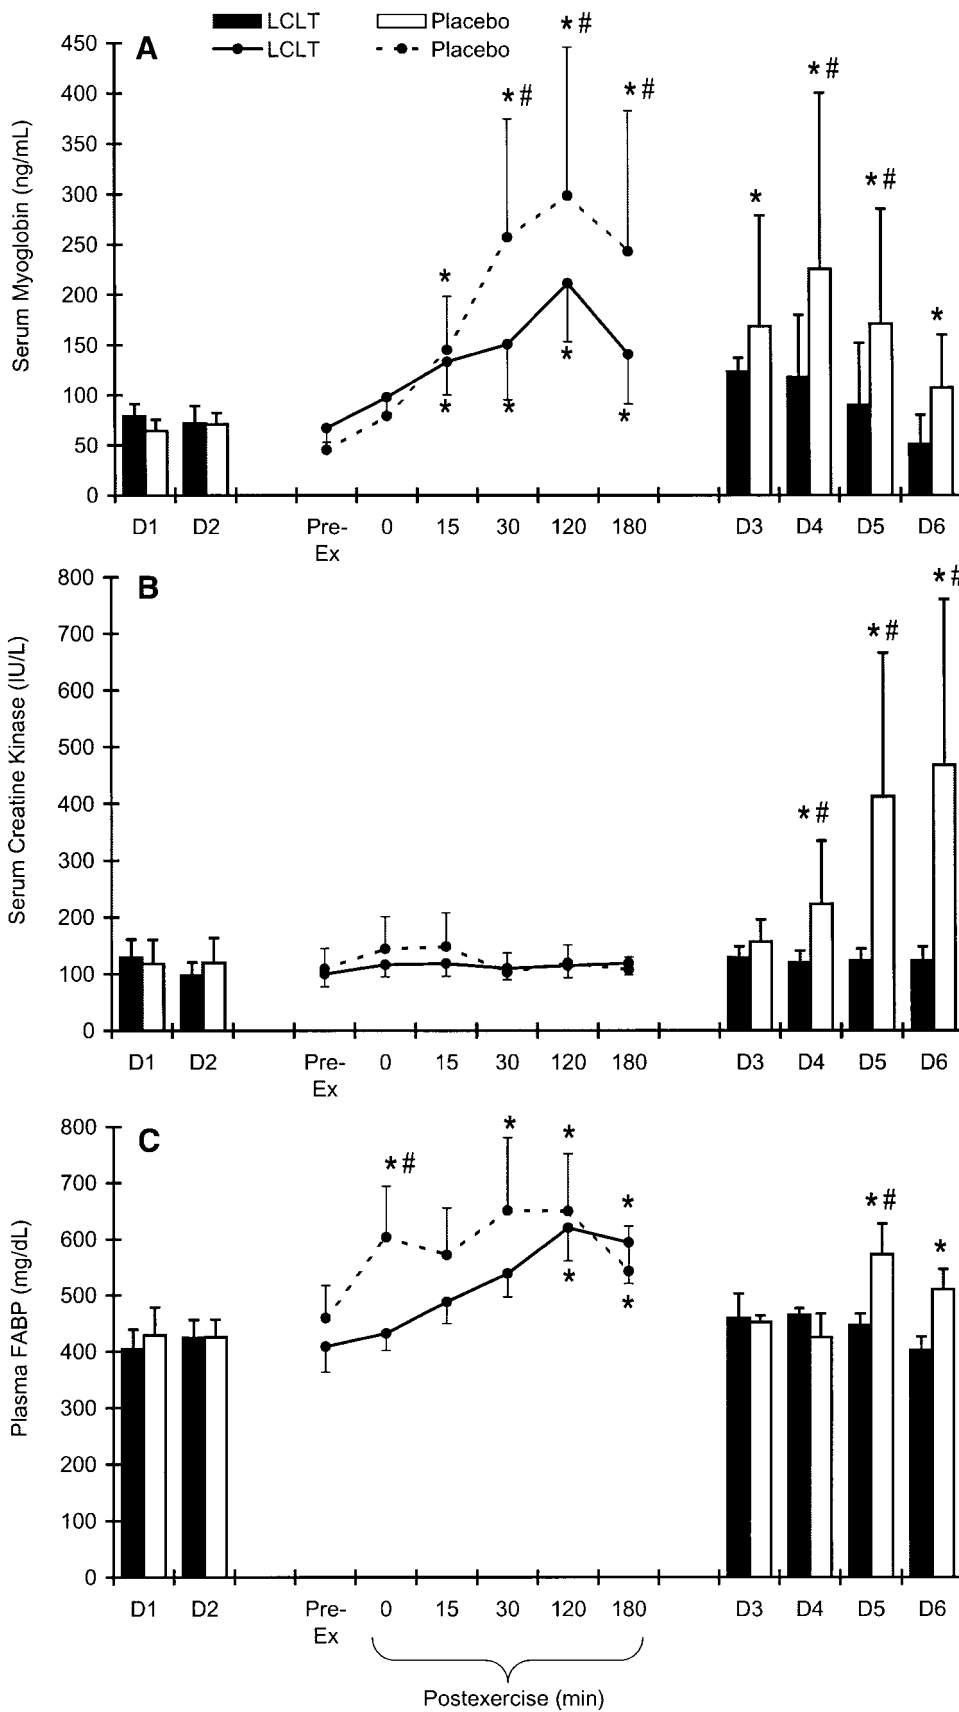 LCLT Placebo
LCLT Placebo
A
Serum Myoglobin (ng/mL)
450
* #
400
* # * # * #
350
300
* * #
250
200
* *
150
*
100
* * *
50
0
D1 D2 Pre-Ex 0 15 30 120 180 D3 D4 D5 D6
B
Serum Creatine Kinase (IU/L)
800
* #
700
* #
600
500
400
* #
300
200
100
0
D1 D2 Pre-Ex 0 15 30 120 180 D3 D4 D5 D6
C
Plasma FABP (mg/dL)
800
* *
* #
700
* * #
600
*
* *
500
400
300
200
100
0
D1 D2 Pre-Ex 0 15 30 120 180 D3 D4 D5 D6
Postexercise (min)